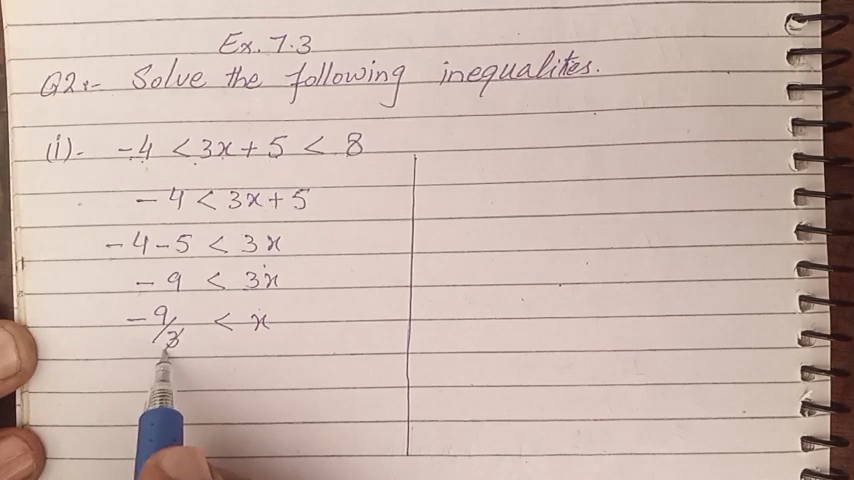 Ex. 7.3
Q2:- Solve the following inequalites.
(i)- -4 < 3x + 5 < 8
-4 < 3x + 5
-4 - 5 < 3x
-9 < 3x
-9/3 < x